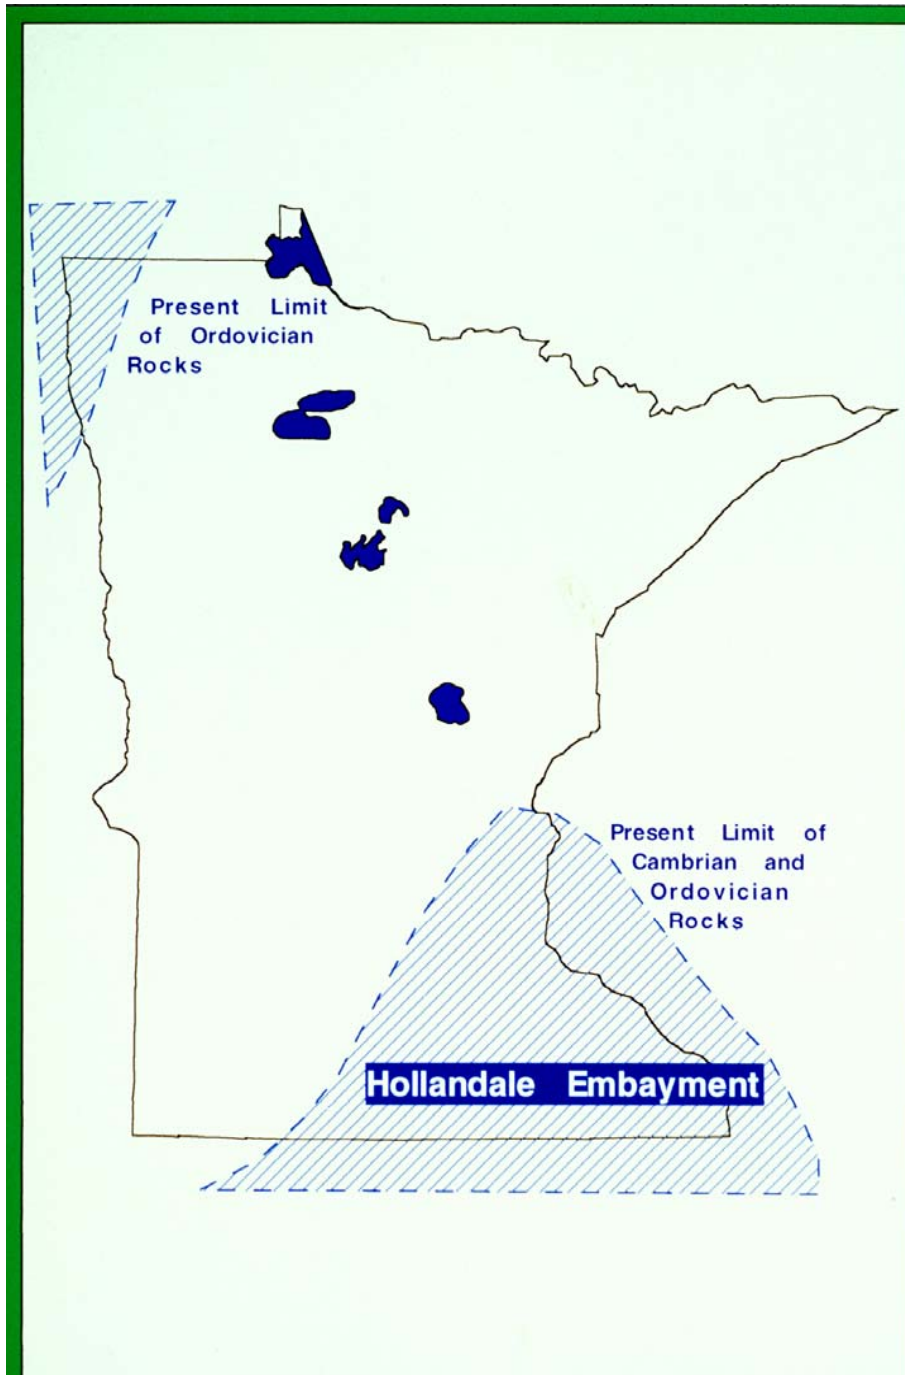 Present Limit
of Ordovician
Rocks
Present Limit of
Cambrian and
Ordovician
Rocks
Hollandale Embayment